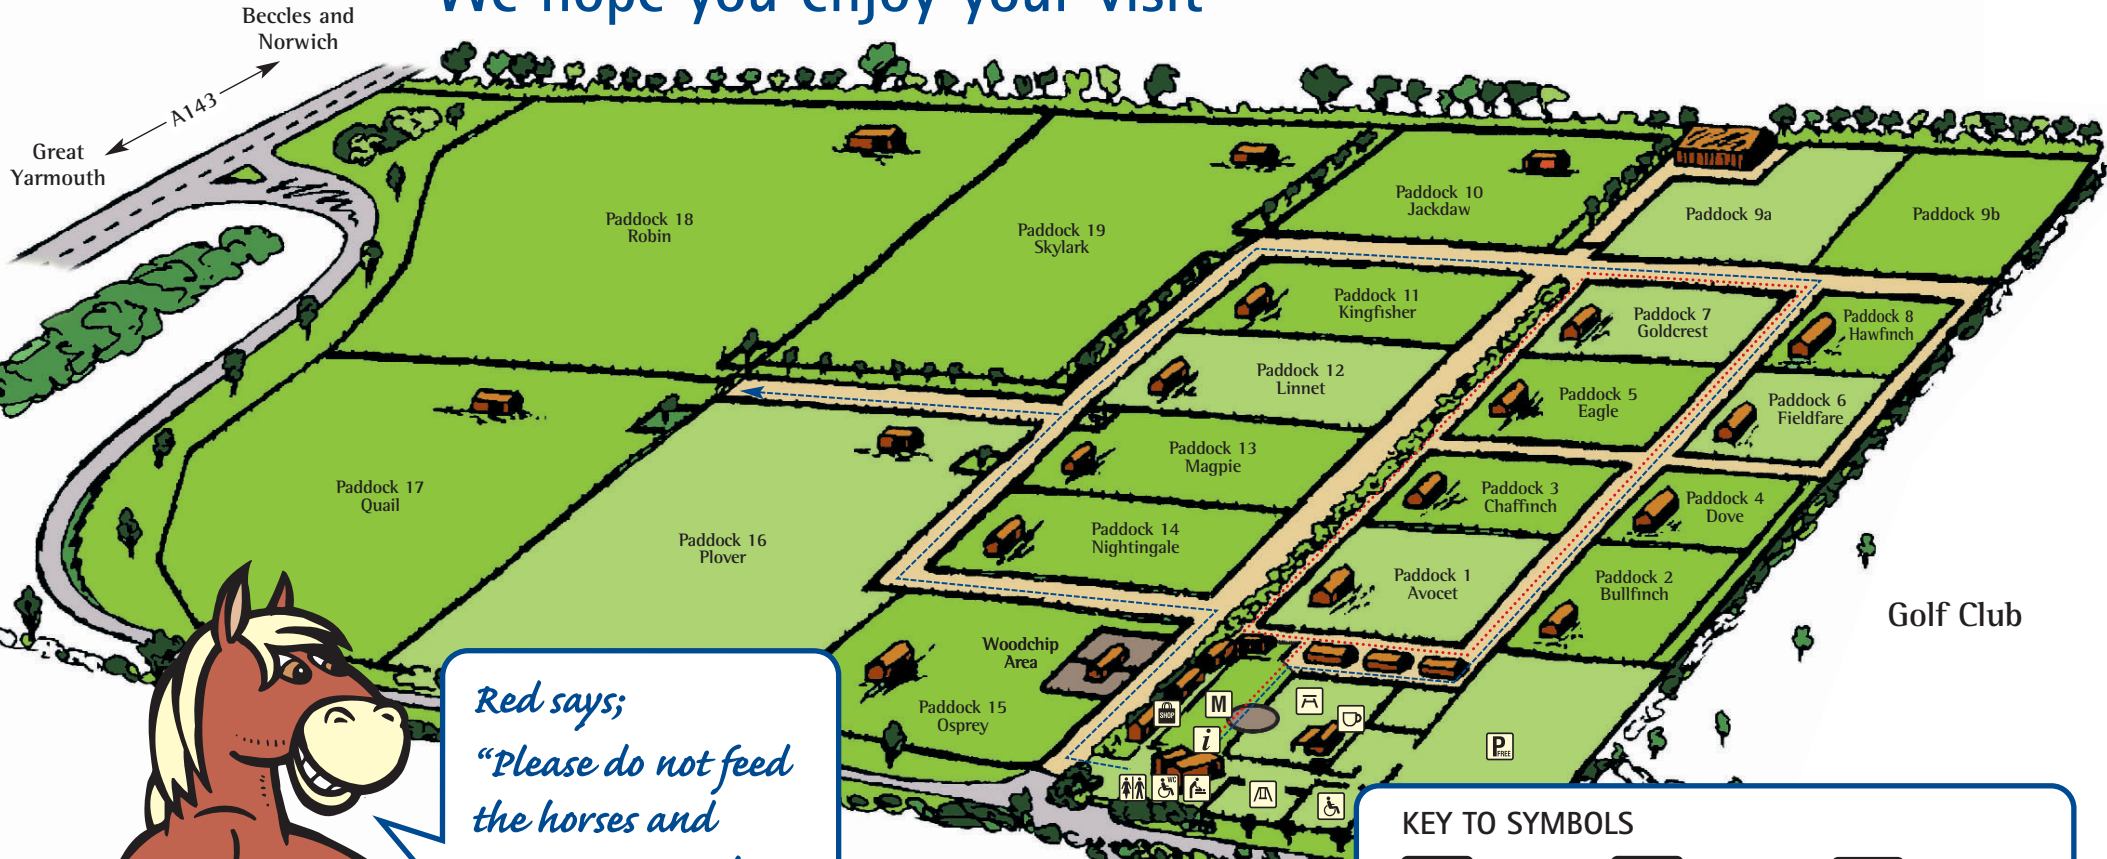 We hope you enjoy your visit
Beccles and
Norwich
A143
Great
Yarmouth
Paddock 18
Robin
Paddock 19
Skylark
Paddock 10
Jackdaw
Paddock 9a
Paddock 9b
Paddock 11
Kingfisher
Paddock 7
Goldcrest
Paddock 8
Hawfinch
Paddock 12
Linnet
Paddock 5
Eagle
Paddock 6
Fieldfare
Paddock 13
Magpie
Paddock 17
Quail
Paddock 3
Chaffinch
Paddock 4
Dove
Paddock 16
Plover
Paddock 14
Nightingale
Paddock 1
Avocet
Paddock 2
Bullfinch
Golf Club
Woodchip
Area
Paddock 15
Osprey
SHOP
M
i
P
FREE
WC
Red says;
“Please do not feed
the horses and
KEY TO SYMBOLS